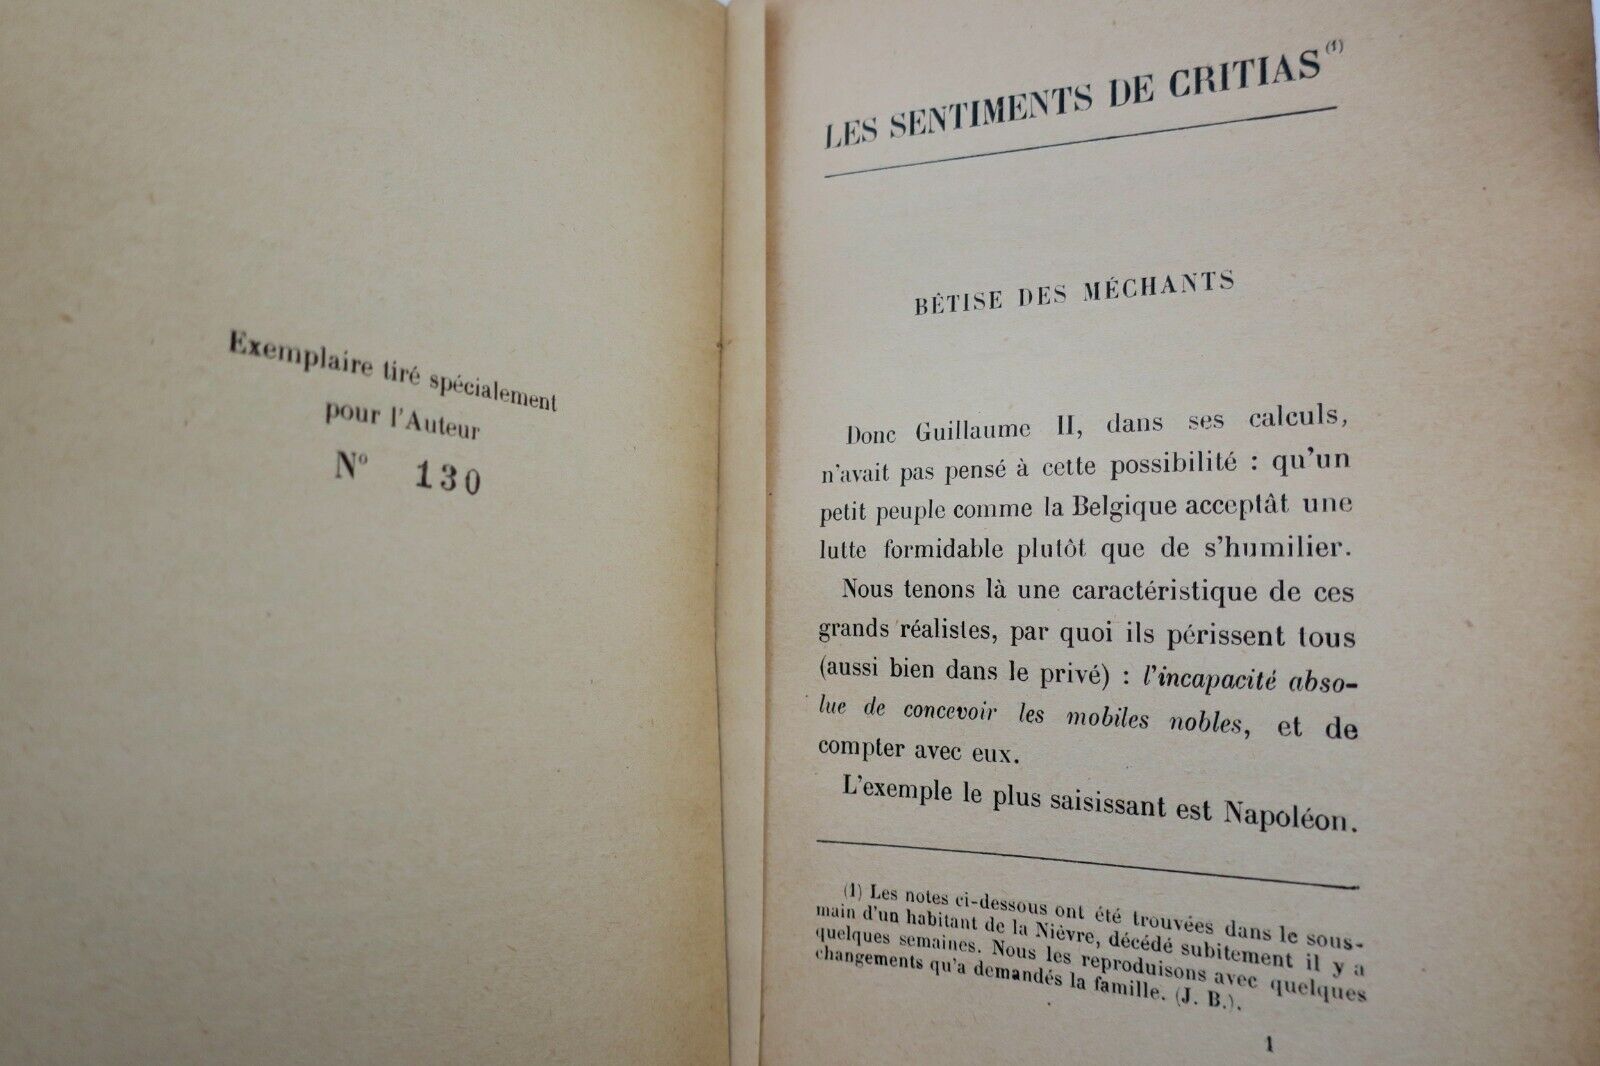 Exemplaire tiré spécialement
pour l'Auteur
N° 130
LES SENTIMENTS DE CRITIAS (1)
BÊTISE DES MÉCHANTS
Donc Guillaume II, dans ses calculs,
n'avait pas pensé à cette possibilité : qu'un
petit peuple comme la Belgique acceptât une
lutte formidable plutôt que de s'humilier.
Nous tenons là une caractéristique de ces
grands réalistes, par quoi ils périssent tous
(aussi bien dans le privé) : l'incapacité abso-
lue de concevoir les mobiles nobles, et de
compter avec eux.
L'exemple le plus saisissant est Napoléon.
(1) Les notes ci-dessous ont été trouvées dans le sous-
main d'un habitant de la Nièvre, décédé subitement il y a
quelques semaines. Nous les reproduisons avec quelques
changements qu'a demandés la famille. (J. B.).
1